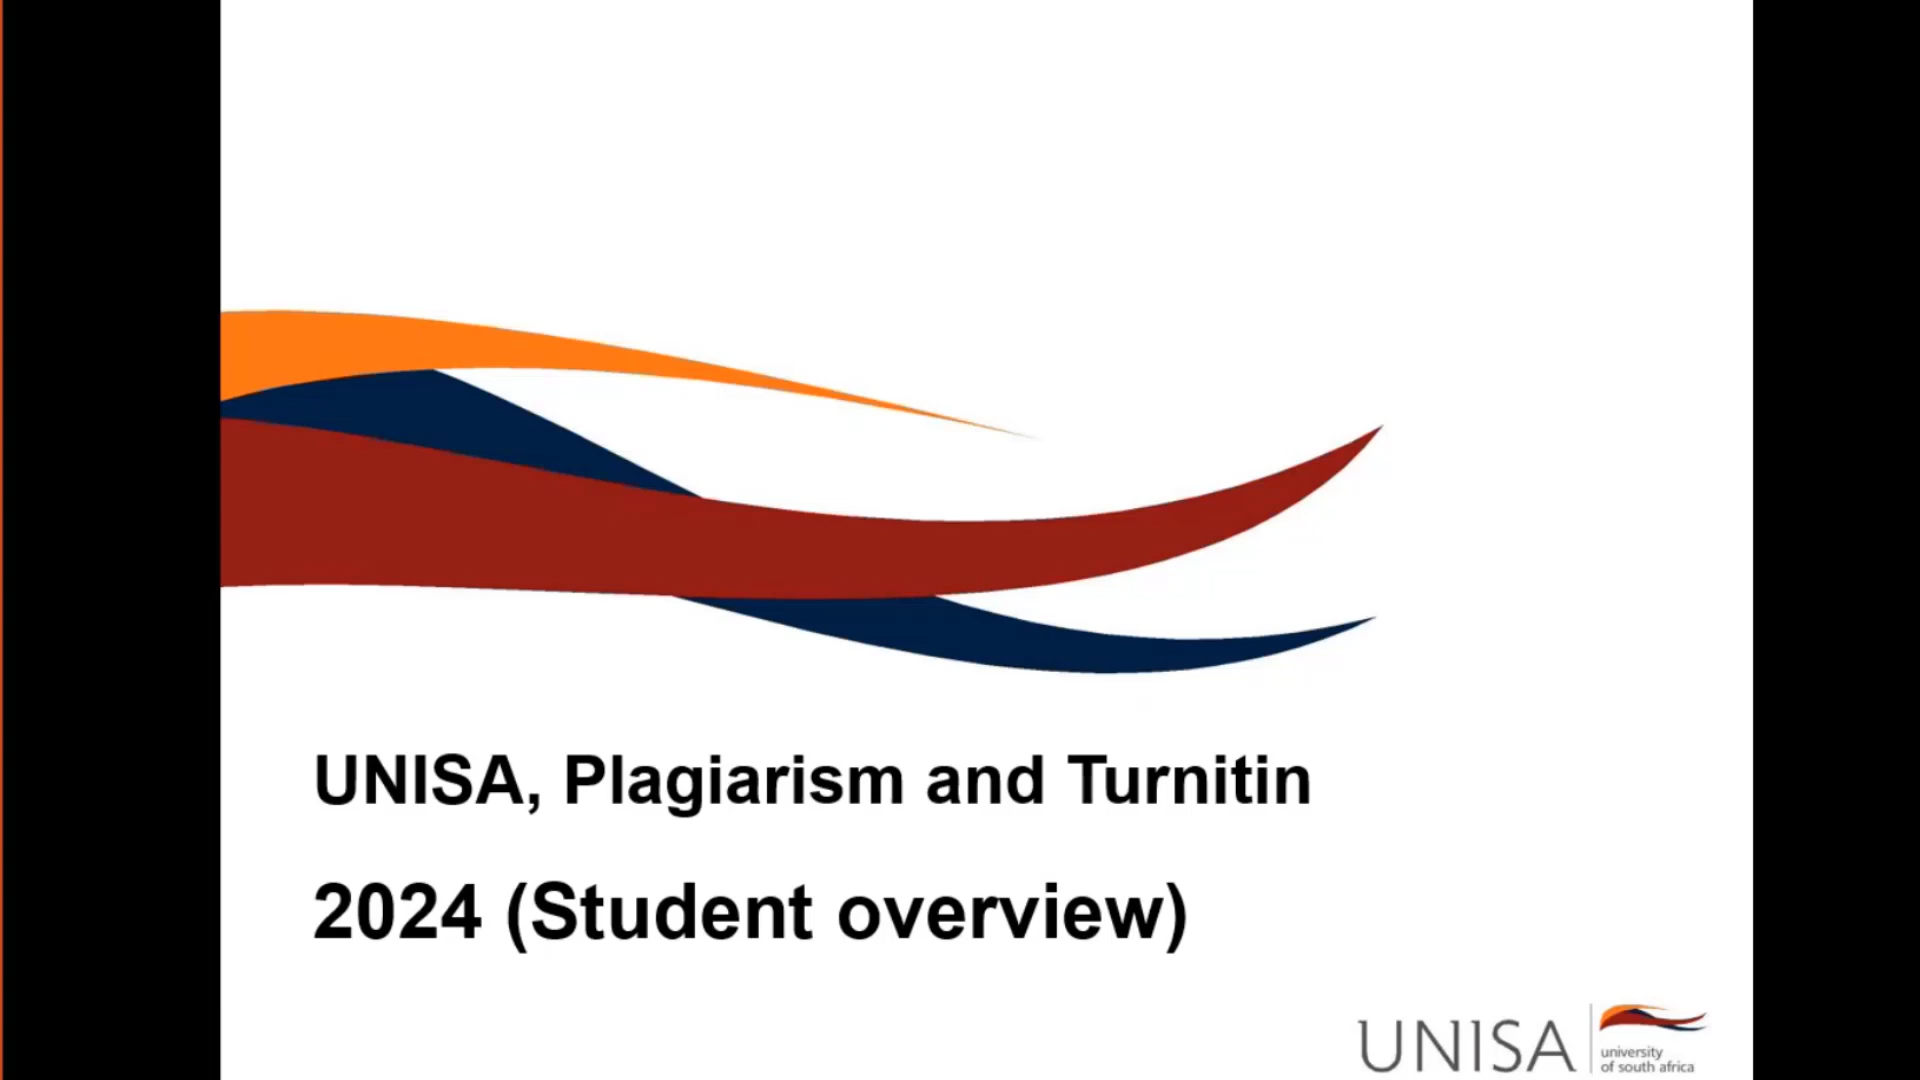 UNISA, Plagiarism and Turnitin
2024 (Student overview)
UNISA
university
of south africa